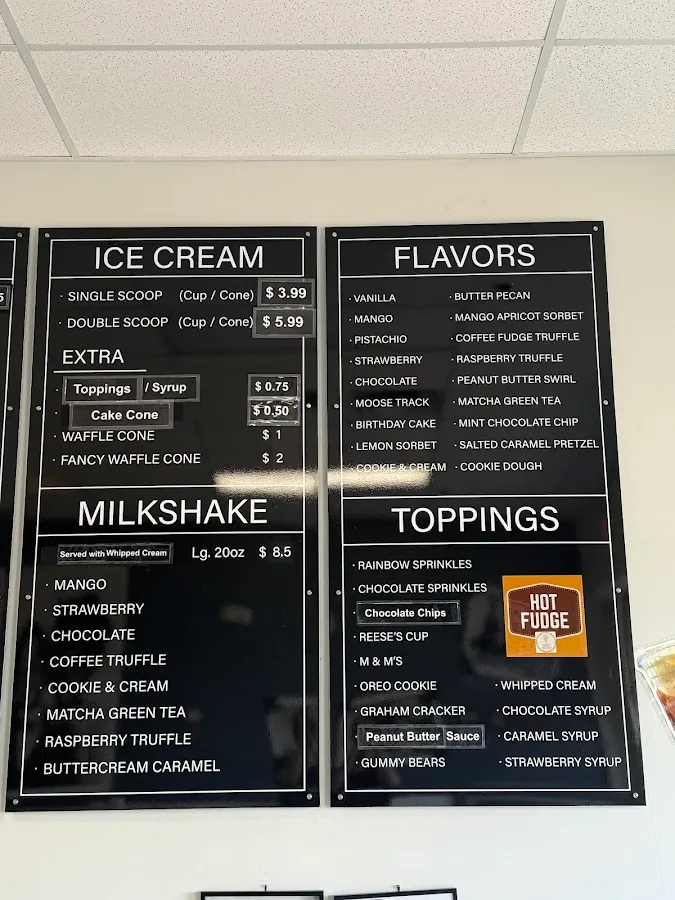 ICE CREAM
· SINGLE SCOOP (Cup / Cone) $ 3.99
· DOUBLE SCOOP (Cup / Cone) $ 5.99
EXTRA
· Toppings / Syrup $ 0.75
· Cake Cone $ 0.50
· WAFFLE CONE $ 1
· FANCY WAFFLE CONE $ 2
MILKSHAKE
Served with Whipped Cream Lg. 20oz $ 8.5
· MANGO
· STRAWBERRY
· CHOCOLATE
· COFFEE TRUFFLE
· COOKIE & CREAM
· MATCHA GREEN TEA
· RASPBERRY TRUFFLE
· BUTTERCREAM CARAMEL
FLAVORS
· VANILLA
· MANGO
· PISTACHIO
· STRAWBERRY
· CHOCOLATE
· MOOSE TRACK
· BIRTHDAY CAKE
· LEMON SORBET
· COOKIE & CREAM
· BUTTER PECAN
· MANGO APRICOT SORBET
· COFFEE FUDGE TRUFFLE
· RASPBERRY TRUFFLE
· PEANUT BUTTER SWIRL
· MATCHA GREEN TEA
· MINT CHOCOLATE CHIP
· SALTED CARAMEL PRETZEL
· COOKIE DOUGH
TOPPINGS
· RAINBOW SPRINKLES
· CHOCOLATE SPRINKLES
Chocolate Chips
· REESE'S CUP
· M & M'S
· OREO COOKIE
· GRAHAM CRACKER
Peanut Butter Sauce
· GUMMY BEARS
HOT
FUDGE
· WHIPPED CREAM
· CHOCOLATE SYRUP
· CARAMEL SYRUP
· STRAWBERRY SYRUP